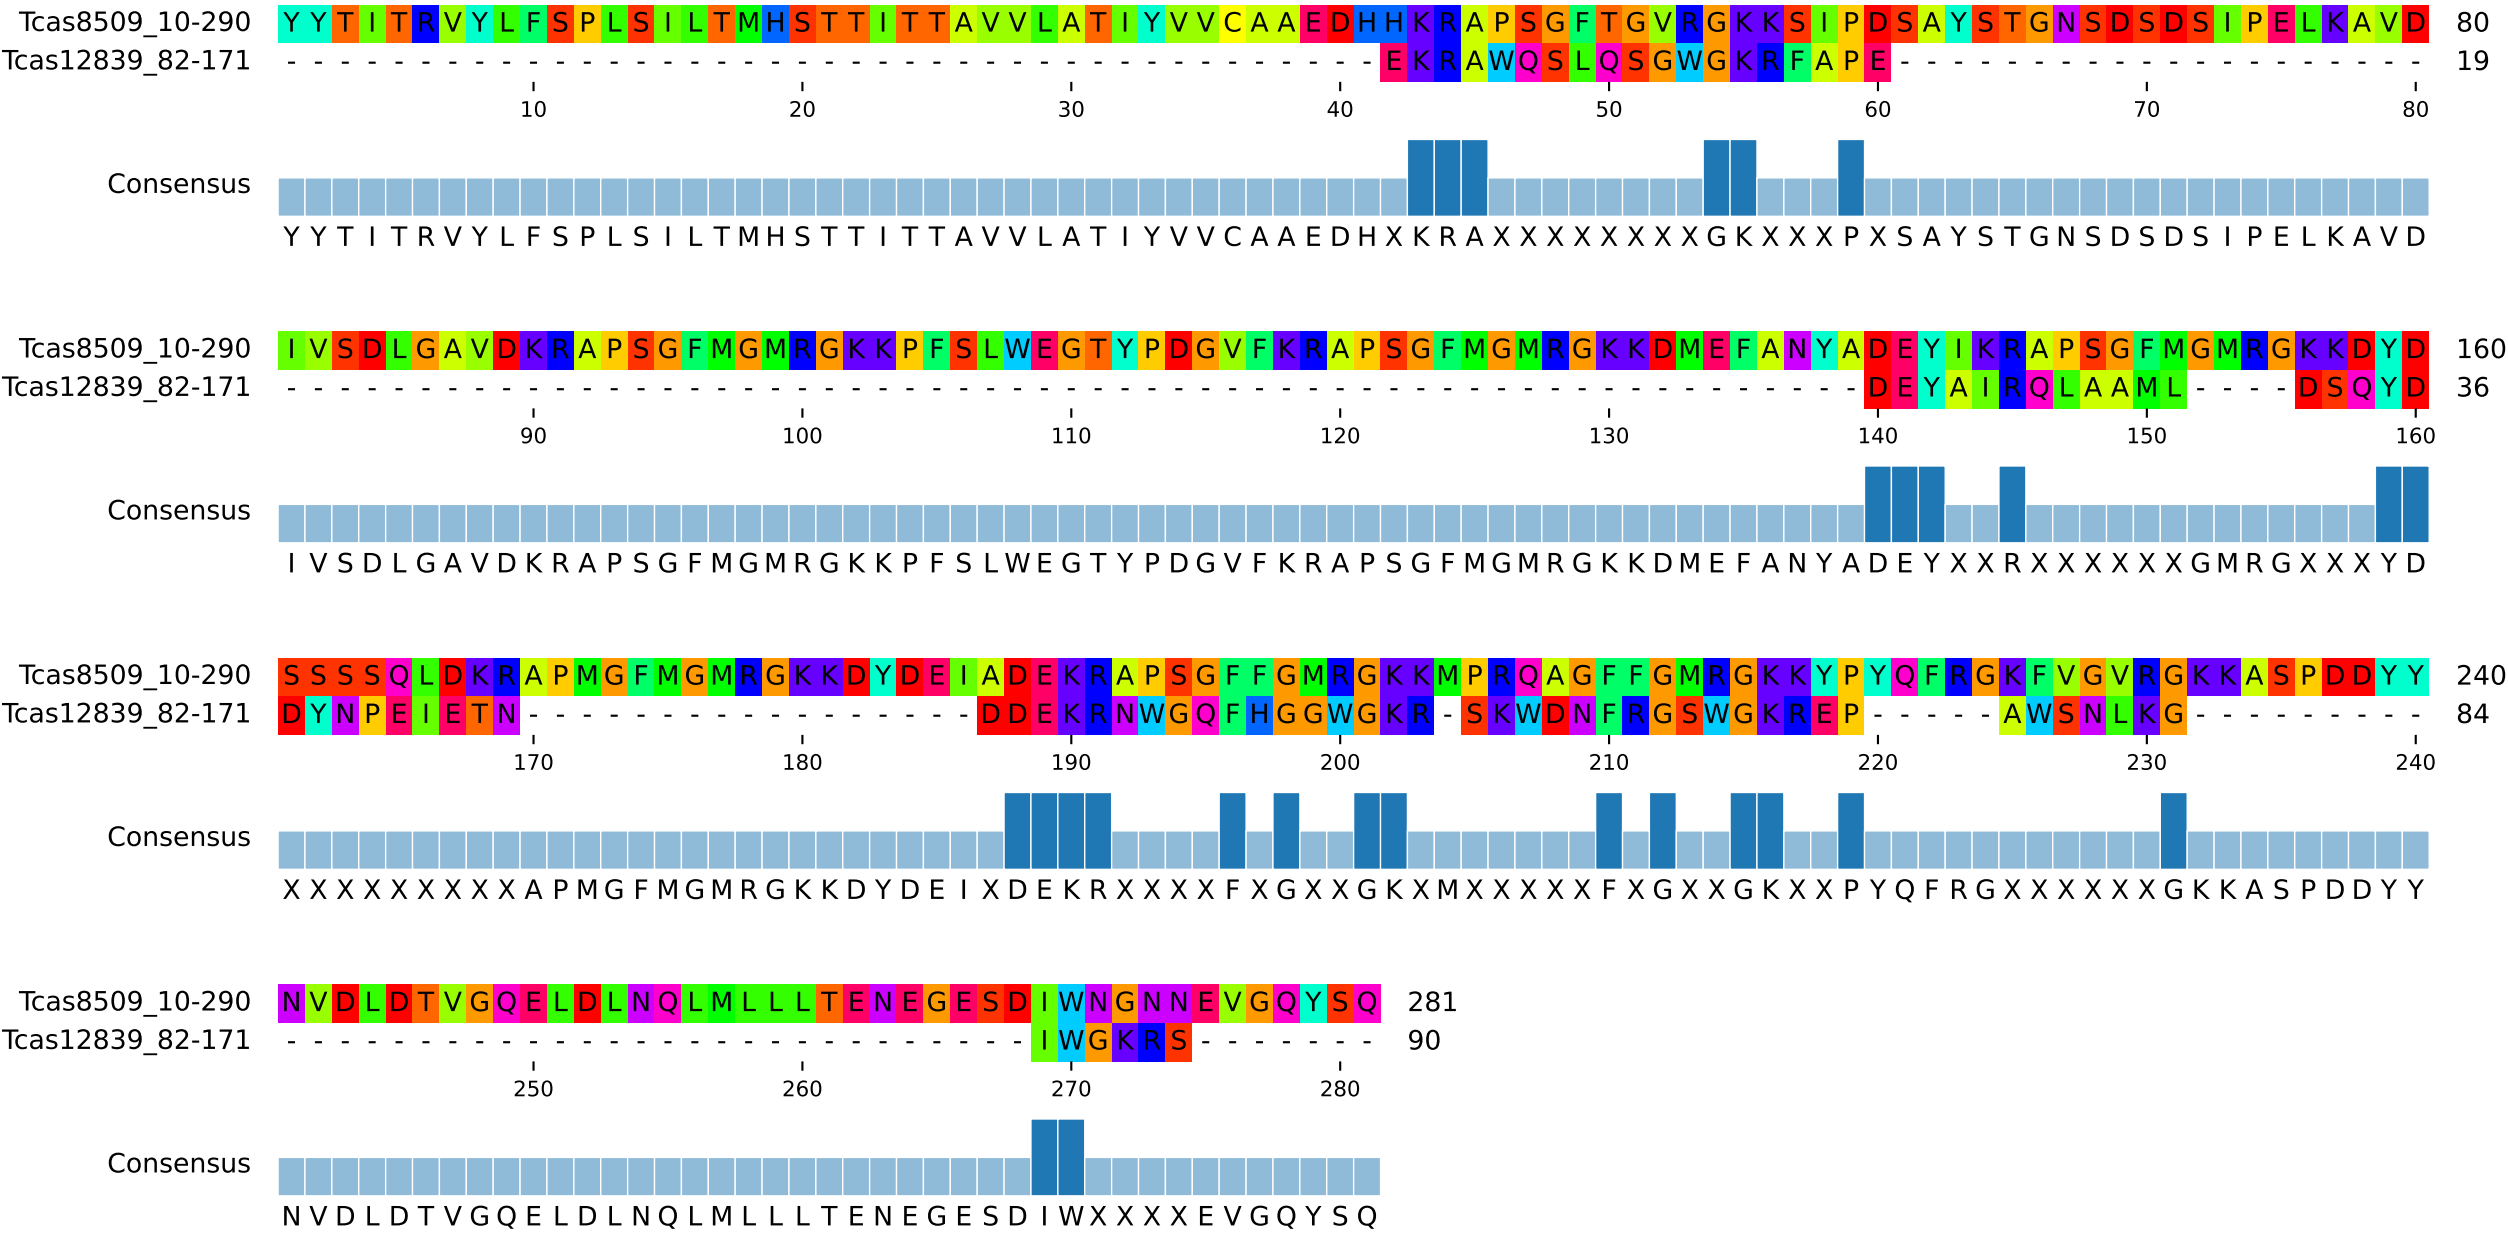 Tcas8509_10-290 YYTITRVYLFSPLSILTMHSTTITTAVVLATIYVVCAAEDHHKRAPSGFTGVRGKKSIPDSAYSTGNSDSDSIPELKAVD 80
Tcas12839_82-171 -----------------------------------------EKRAWQSLQSGWGKRFAPE-------------------- 19
10 20 30 40 50 60 70 80
Consensus
YYTITRVYLFSPLSILTMHSTTITTAVVLATIYVVCAAEDHXKRAXXXXXXXXGKXXXPXSAYSTGNSDSDSIPELKAVD
Tcas8509_10-290 IVSDLGAVDKRAPSGFMGMRGKKPFSLWEGTYPDGVFKRAPSGFMGMRGKKDMEFANYADEYIKRAPSGFMGMRGKKDYD 160
Tcas12839_82-171 -----------------------------------------------------------DEYAIRQLAAML----DSQYD 36
90 100 110 120 130 140 150 160
Consensus
IVSDLGAVDKRAPSGFMGMRGKKPFSLWEGTYPDGVFKRAPSGFMGMRGKKDMEFANYADEYXXRXXXXXXGMRGXXXYD
Tcas8509_10-290 SSSSQLDKRAPMGFMGMRGKKDYDEIADEKRAPSGFFGMRGKKMPRQAGFFGMRGKKYPYQFRGKFVGVRGKKASPDDYY 240
Tcas12839_82-171 DYNPEIETN-----------------DDEKRNWGQFHGGWGKR-SKWDNFRGSWGKREP-----AWSNLKG--------- 84
170 180 190 200 210 220 230 240
Consensus
XXXXXXXXXAPMGFMGMRGKKDYDEIXDEKRXXXXFXGXXGKXMXXXXXFXGXXGKXXPYQFRGXXXXXXGKKASPDDYY
Tcas8509_10-290 NVDLDTVGQELDLNQLMLLLTENEGESDIWNGNNEVGQYSQ 281
Tcas12839_82-171 ----------------------------IWGKRS------- 90
250 260 270 280
Consensus
NVDLDTVGQELDLNQLMLLLTENEGESDIWXXXXEVGQYSQ